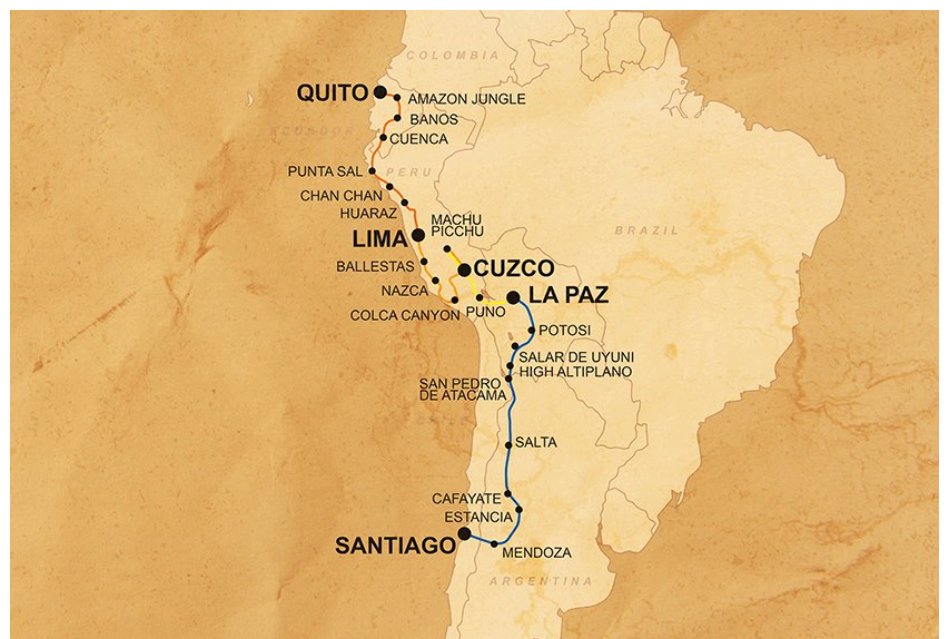 COLOMBIA
QUITO
AMAZON JUNGLE
BANOS
ECUADOR
CUENCA
PUNTA SAL
PERU
CHAN CHAN
HUARAZ
MACHU
PICCHU
BRAZIL
LIMA
BALLESTAS
CUZCO
NAZCA
LA PAZ
COLCA CANYON
PUNO
POTOSI
SALAR DE UYUNI
HIGH ALTIPLANO
SAN PEDRO
DE ATACAMA
SALTA
CAFAYATE
ESTANCIA
SANTIAGO
MENDOZA
ARGENTINA